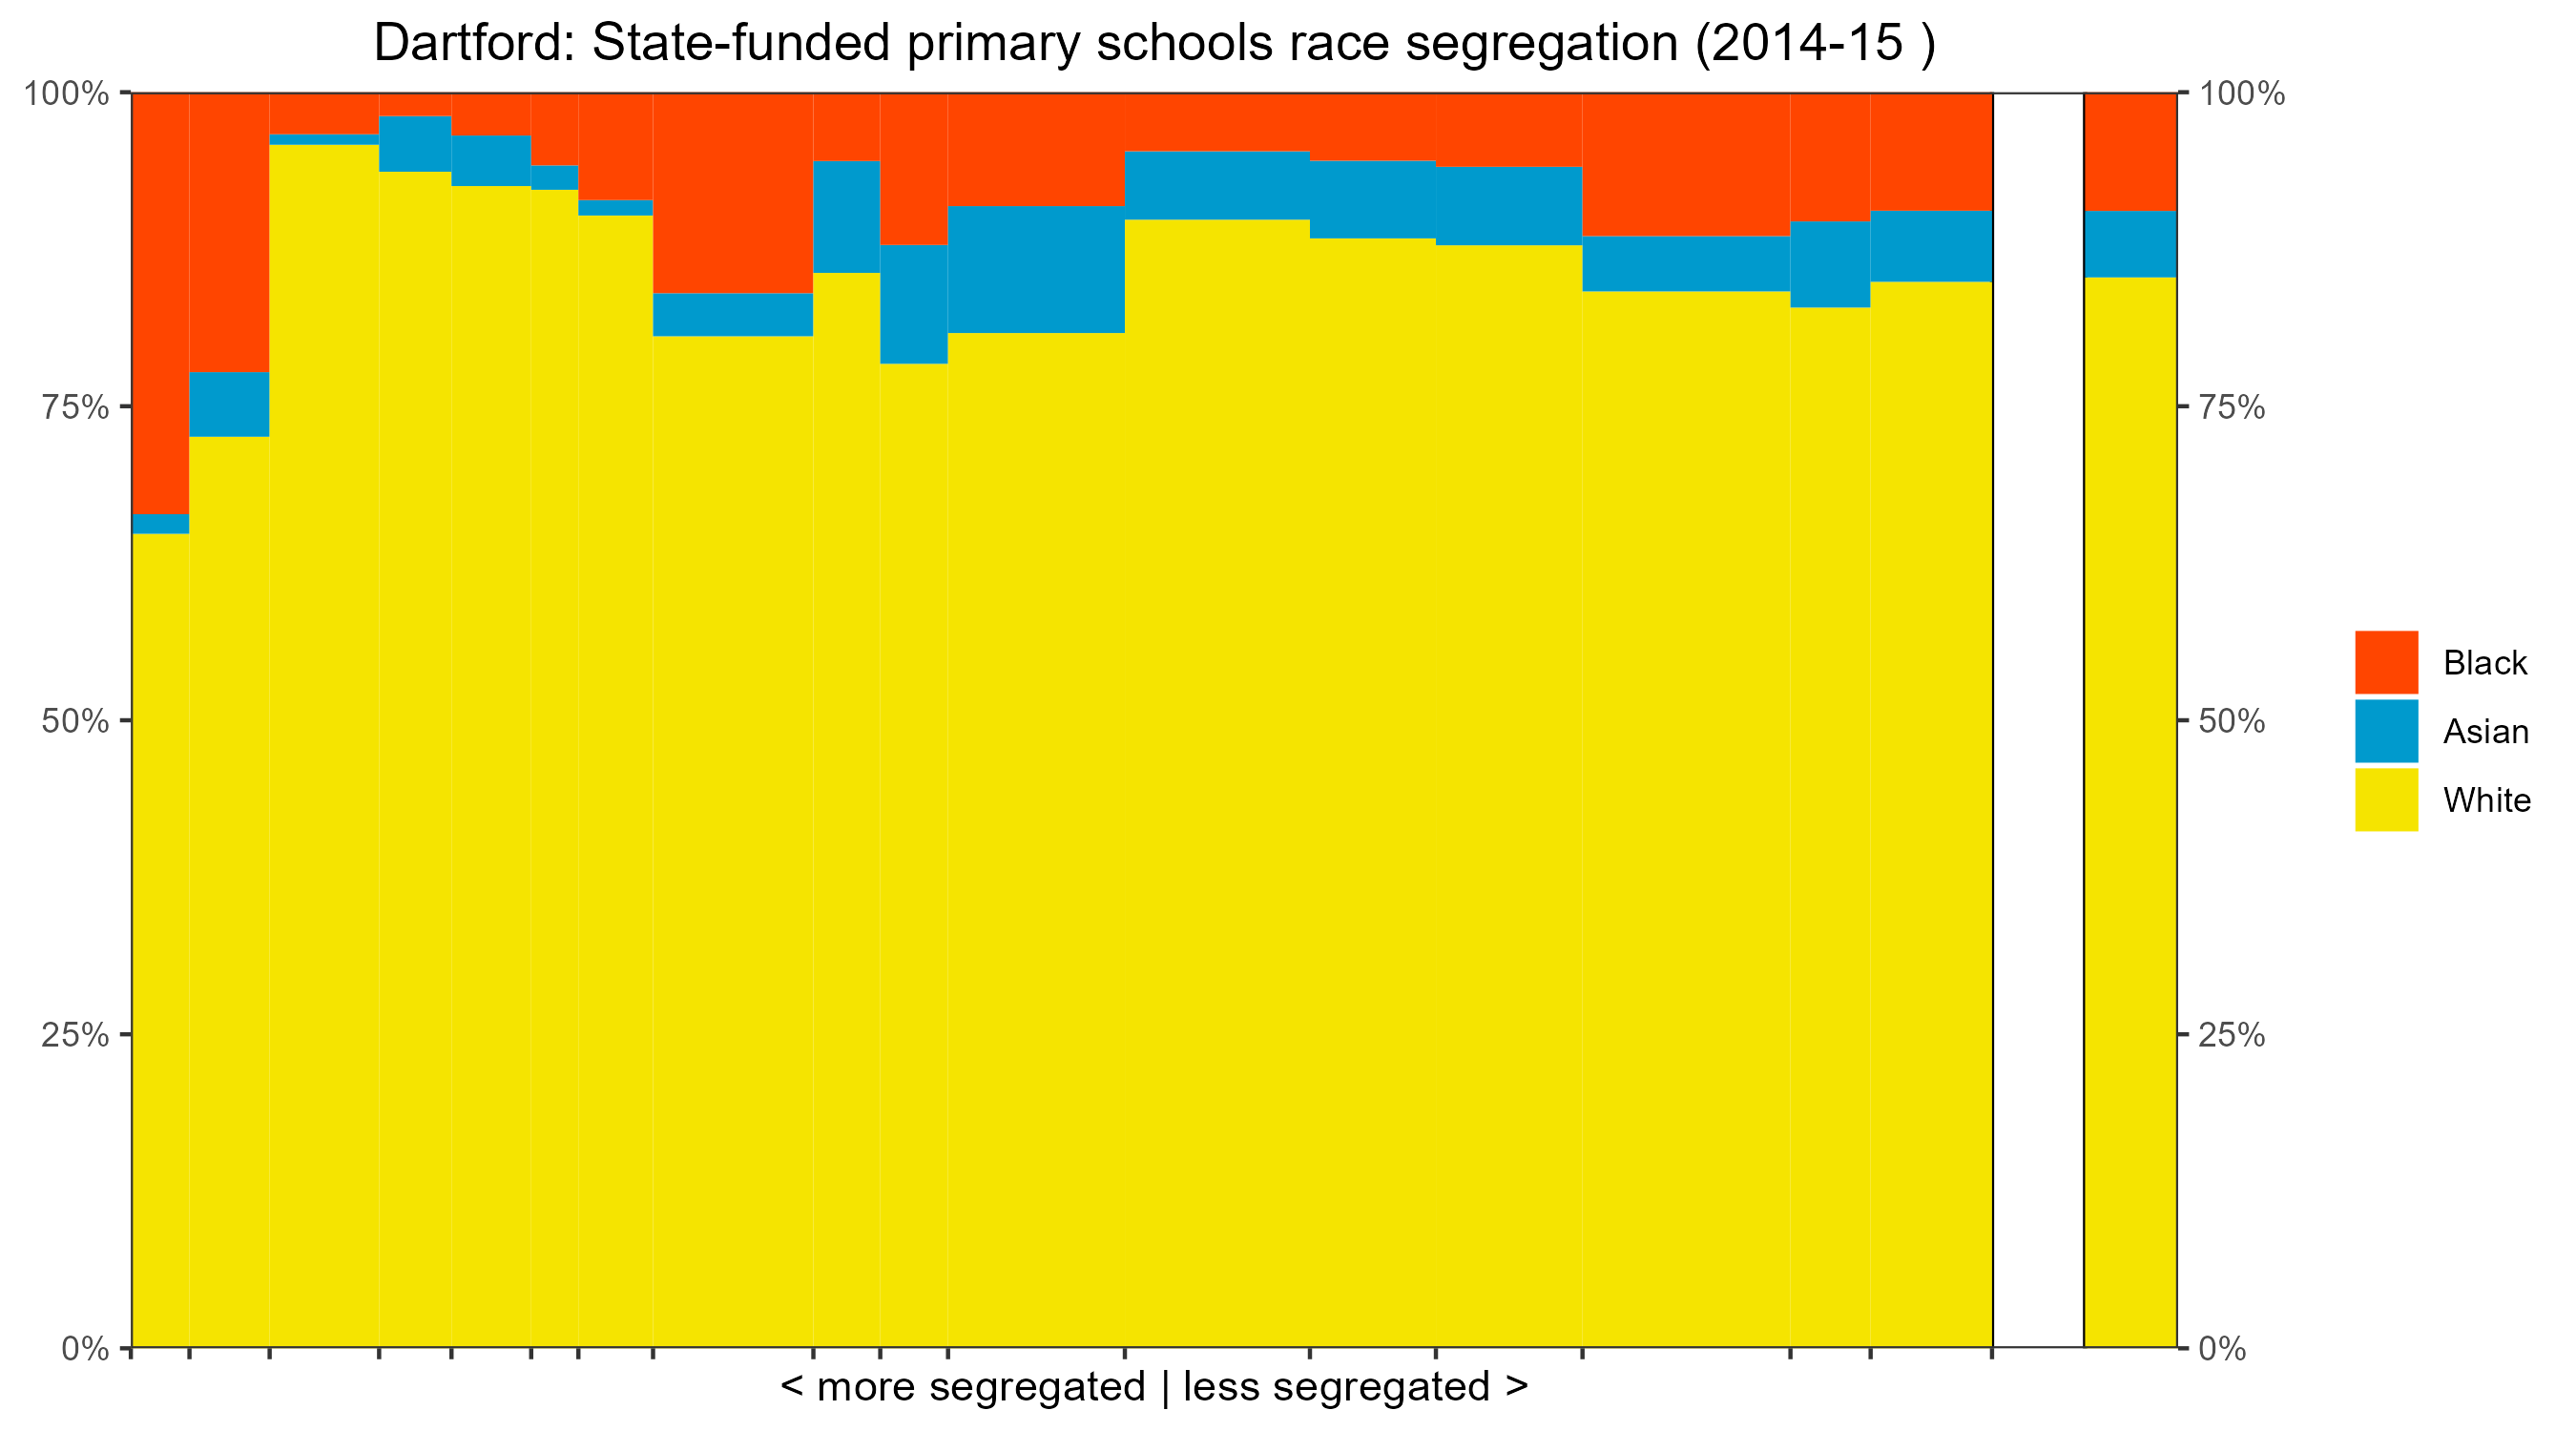 Dartford: State-funded primary schools race segregation (2014-15 )
100%
75%
50%
25%
0%
100%
75%
50%
25%
0%
Black
Asian
White
< more segregated | less segregated >